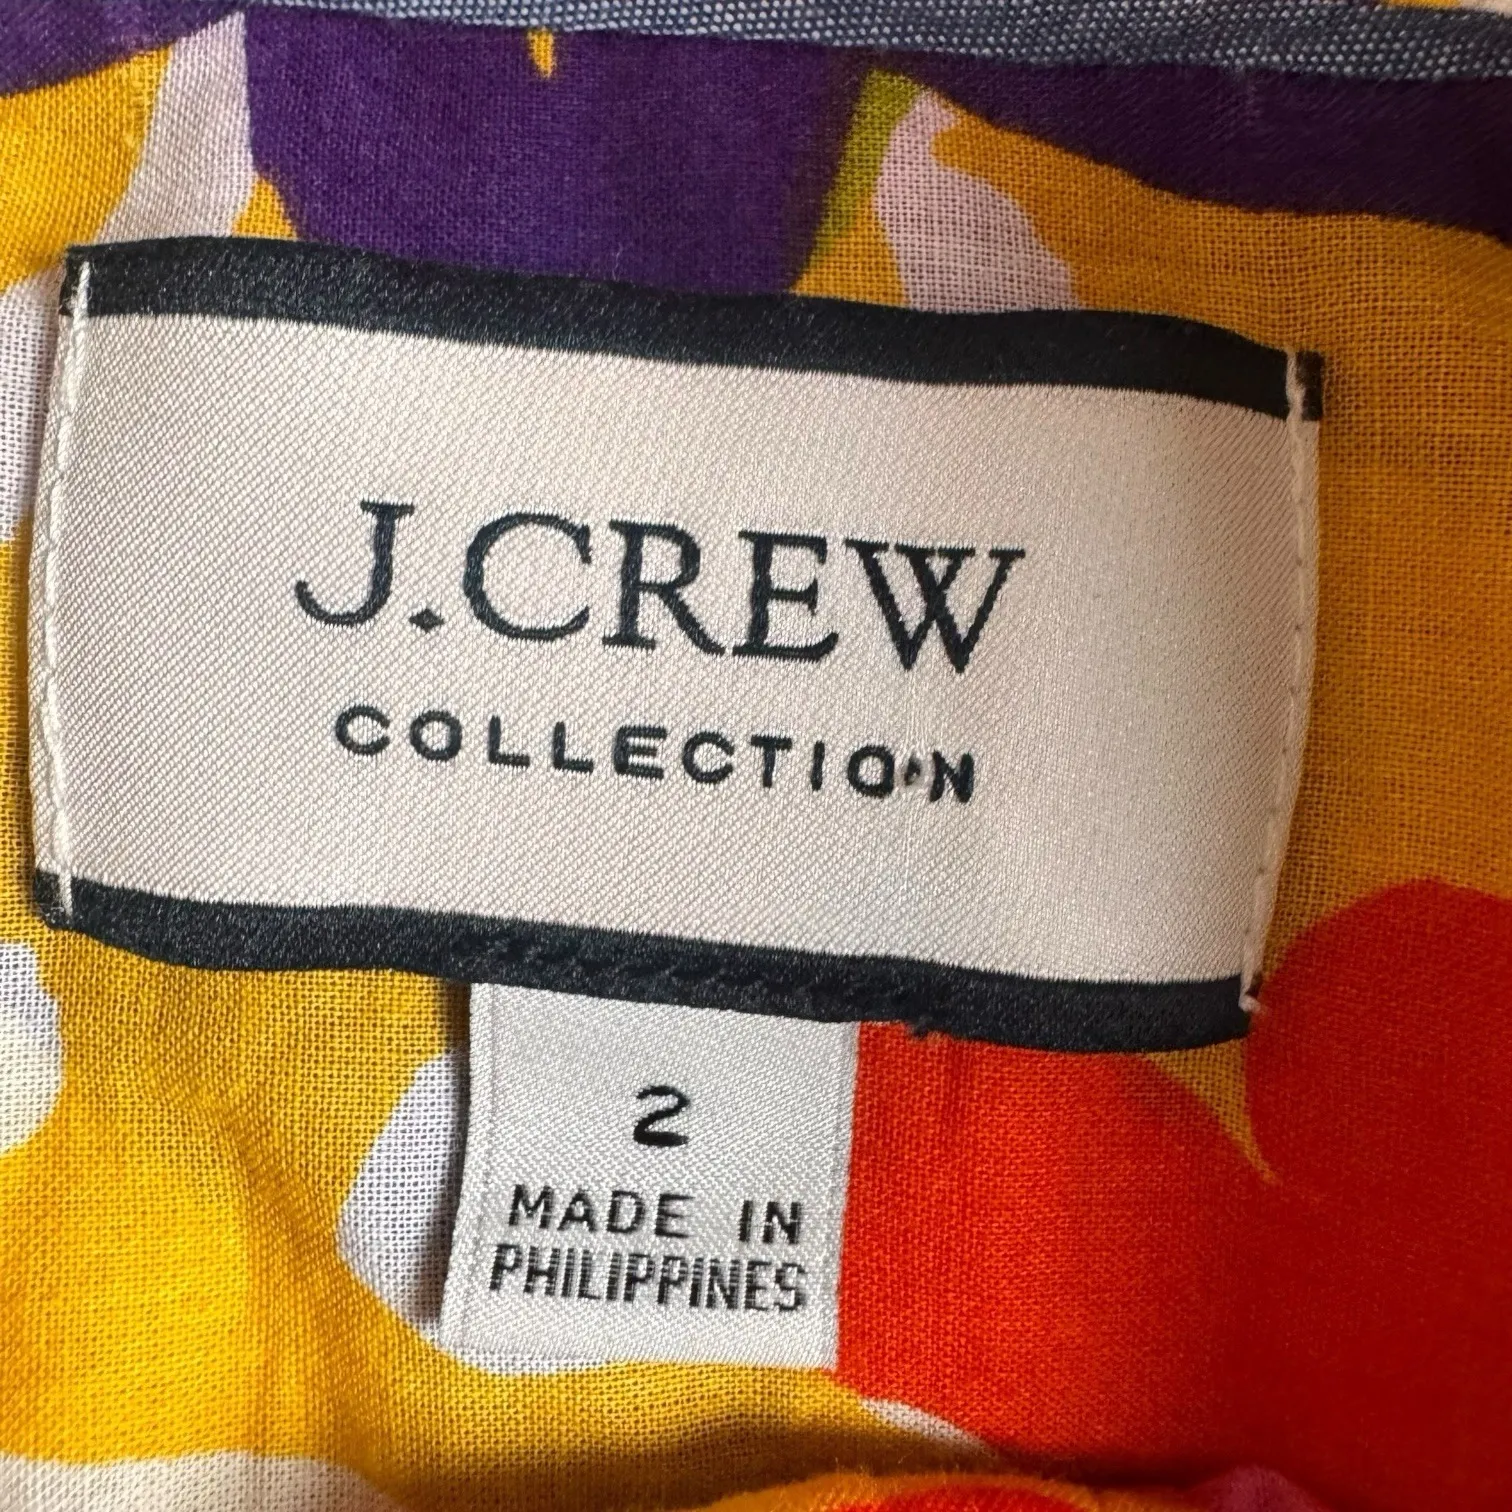 J.CREW
COLLECTION
2
MADE IN
PHILIPPINES